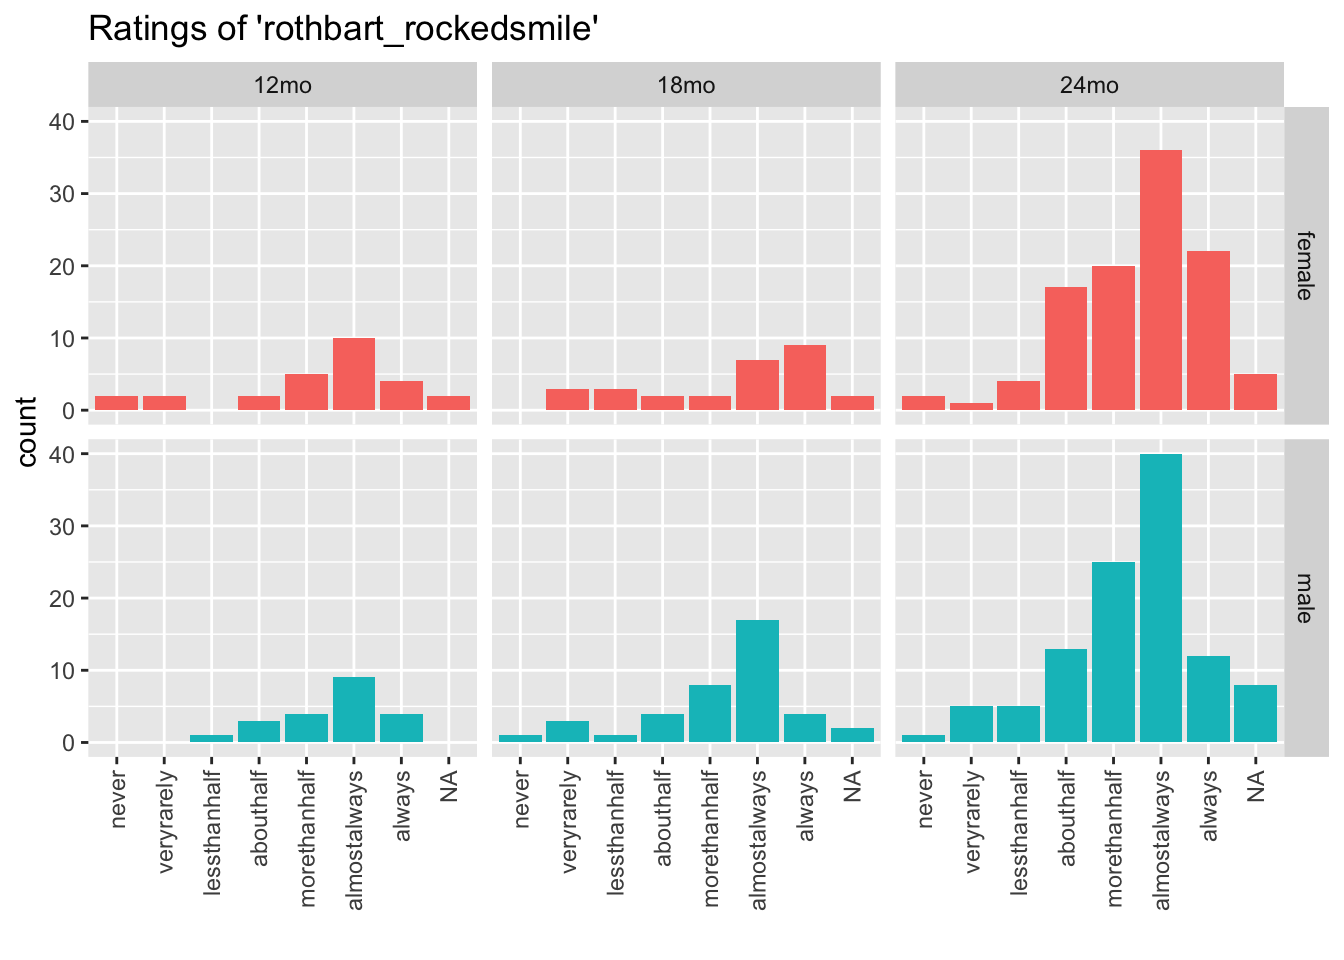 Ratings of 'rothbart_rockedsmile'
12mo 18mo 24mo
40
30
20
10
0
female
count
40
30
20
10
0
male
never veryrarely lessthanhalf abouthalf morethanhalf almostalways always NA never veryrarely lessthanhalf abouthalf morethanhalf almostalways always NA never veryrarely lessthanhalf abouthalf morethanhalf almostalways always NA